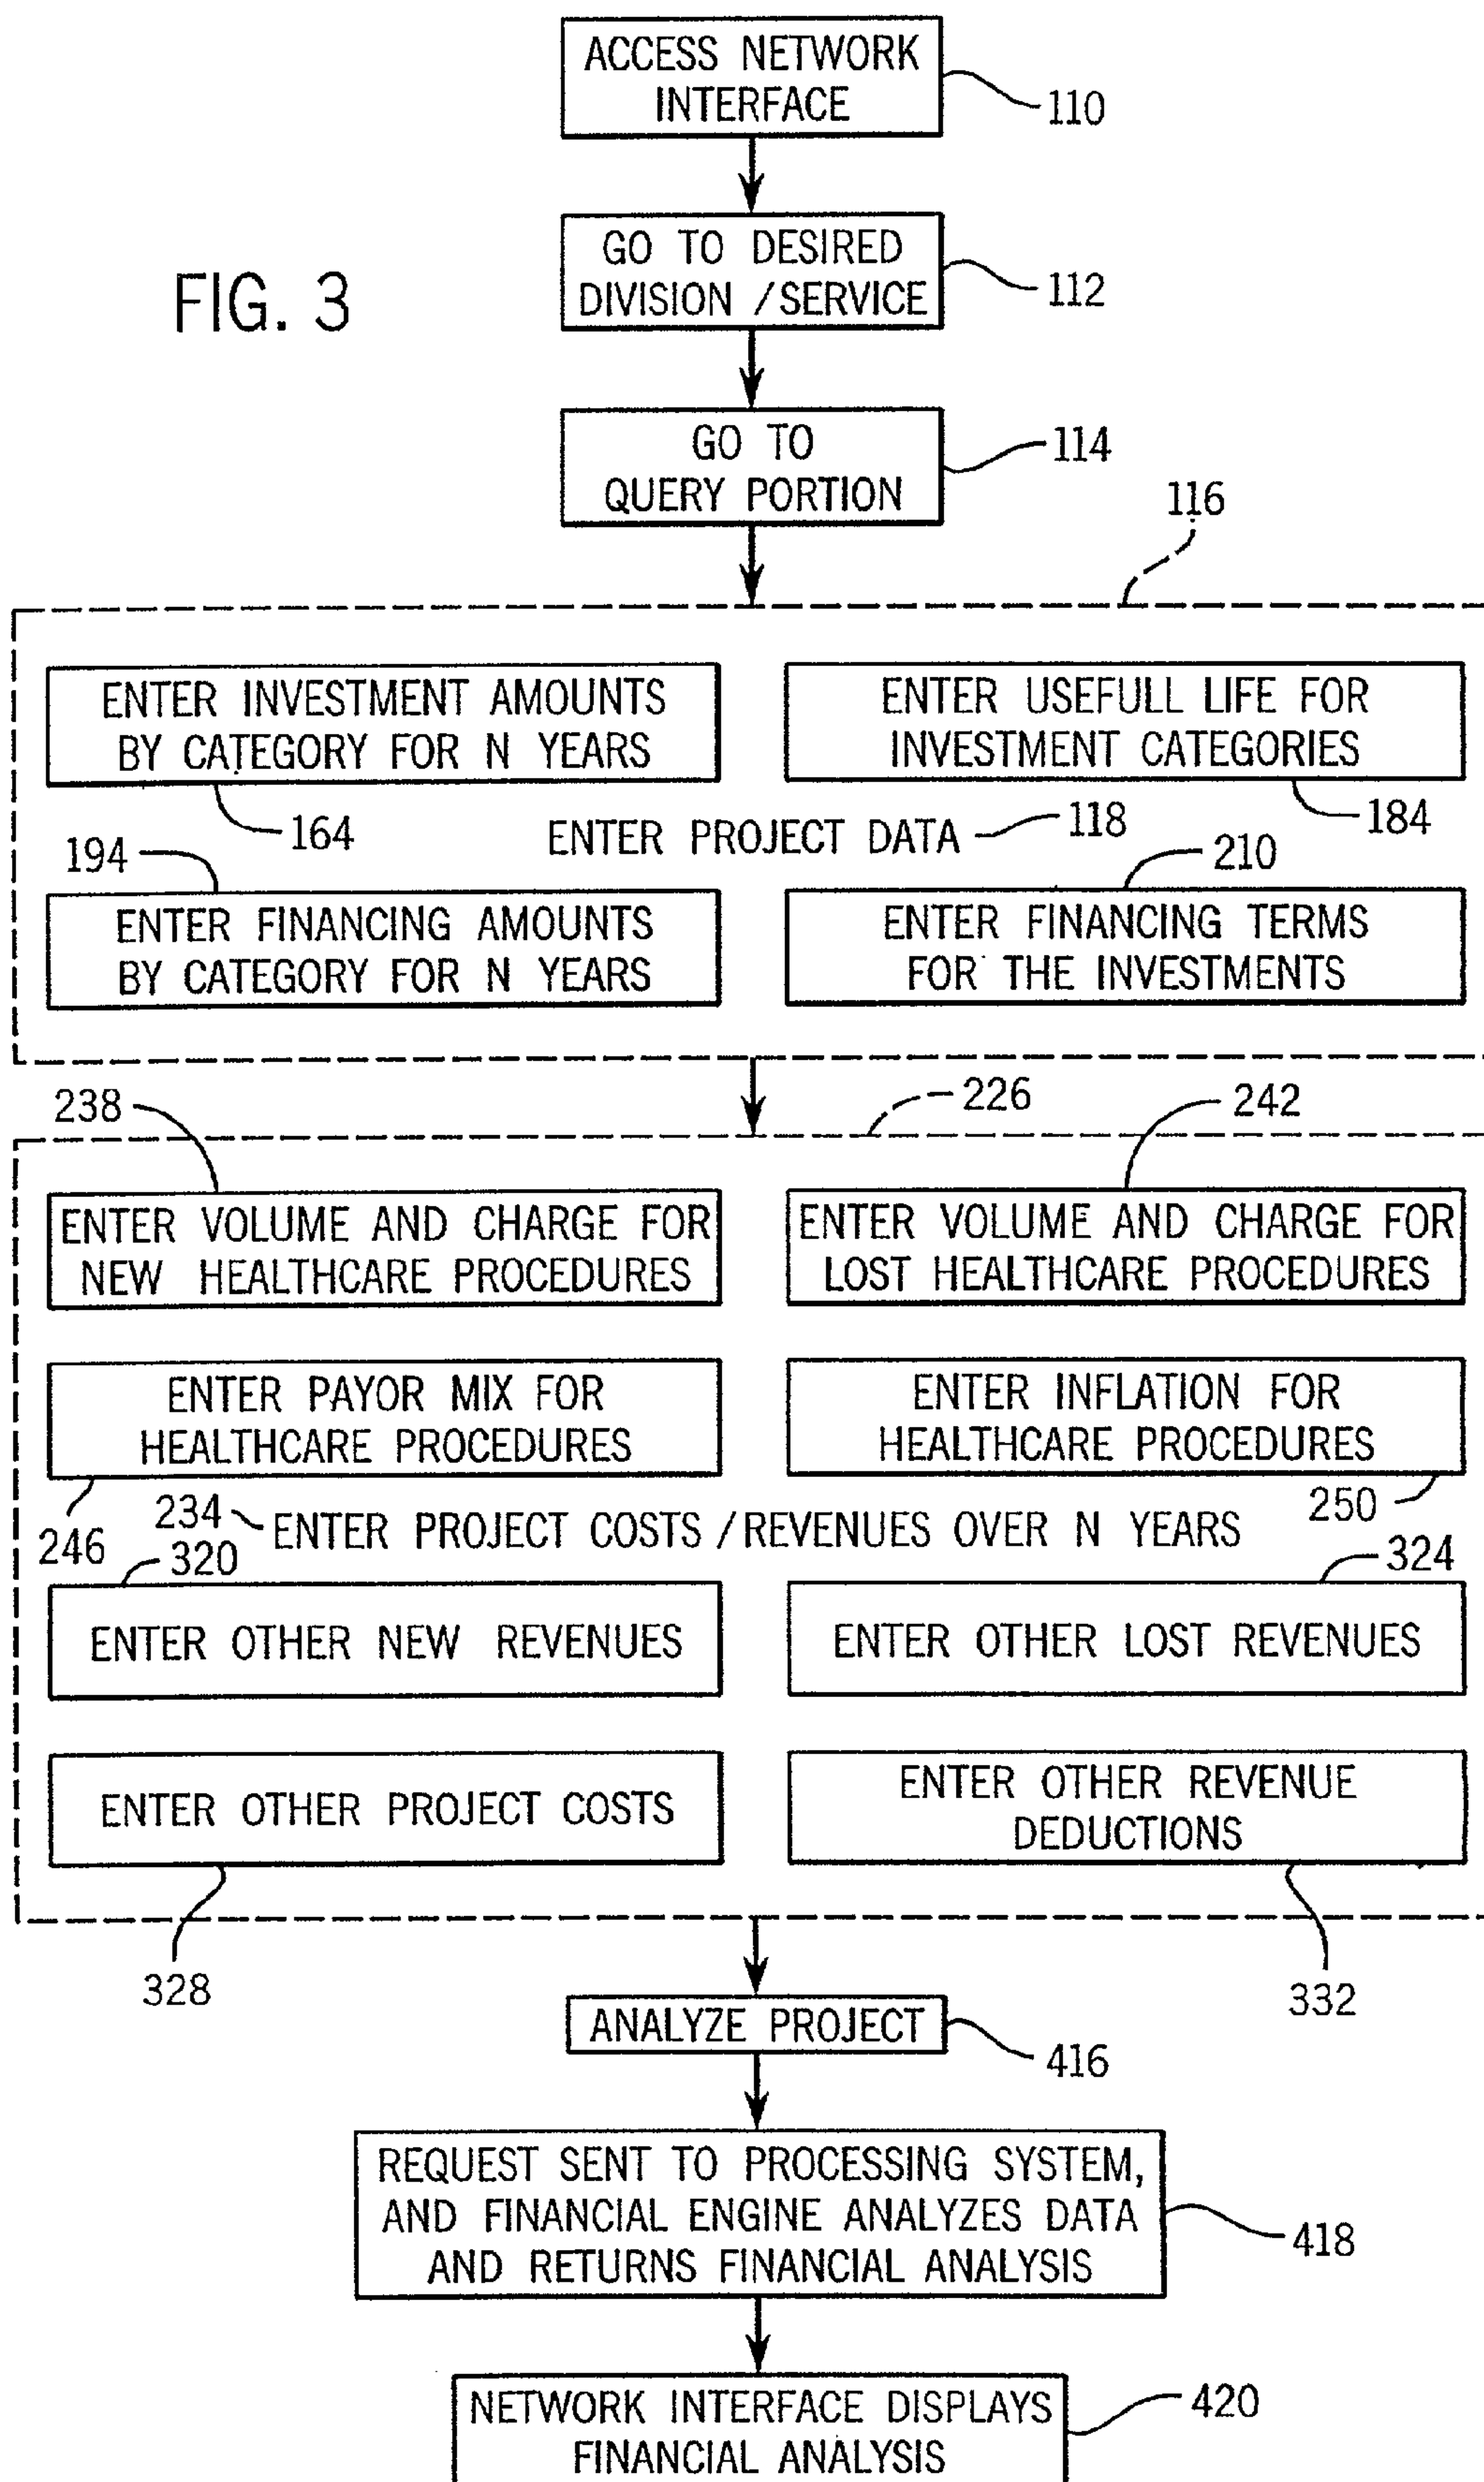 ACCESS NETWORK
INTERFACE
110
GO TO DESIRED
DIVISION /SERVICE
112
FIG. 3
GO TO
QUERY PORTION
114
116
ENTER INVESTMENT AMOUNTS
BY CATEGORY FOR N YEARS
164
ENTER USEFULL LIFE FOR
INVESTMENT CATEGORIES
184
ENTER PROJECT DATA
118
194
ENTER FINANCING AMOUNTS
BY CATEGORY FOR N YEARS
210
ENTER FINANCING TERMS
FOR THE INVESTMENTS
226
238
ENTER VOLUME AND CHARGE FOR
NEW HEALTHCARE PROCEDURES
242
ENTER VOLUME AND CHARGE FOR
LOST HEALTHCARE PROCEDURES
ENTER PAYOR MIX FOR
HEALTHCARE PROCEDURES
246
ENTER INFLATION FOR
HEALTHCARE PROCEDURES
250
234
ENTER PROJECT COSTS /REVENUES OVER N YEARS
320
ENTER OTHER NEW REVENUES
324
ENTER OTHER LOST REVENUES
ENTER OTHER PROJECT COSTS
328
ENTER OTHER REVENUE
DEDUCTIONS
332
ANALYZE PROJECT
416
REQUEST SENT TO PROCESSING SYSTEM,
AND FINANCIAL ENGINE ANALYZES DATA
AND RETURNS FINANCIAL ANALYSIS
418
NETWORK INTERFACE DISPLAYS
FINANCIAL ANALYSIS
420